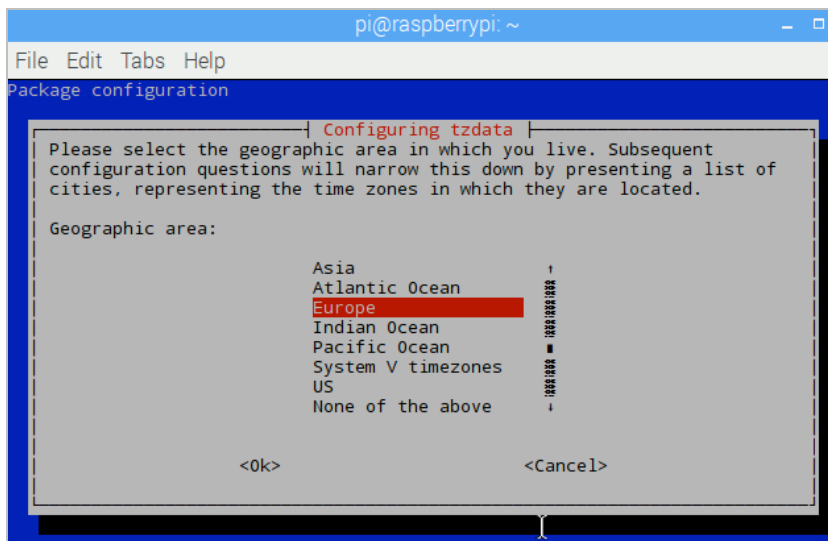 pi@raspberrypi: ~
File Edit Tabs Help
Package configuration
Configuring tzdata
Please select the geographic area in which you live. Subsequent
configuration questions will narrow this down by presenting a list of
cities, representing the time zones in which they are located.
Geographic area:
Asia
Atlantic Ocean
Europe
Indian Ocean
Pacific Ocean
System V timezones
US
None of the above
<Ok> <Cancel>